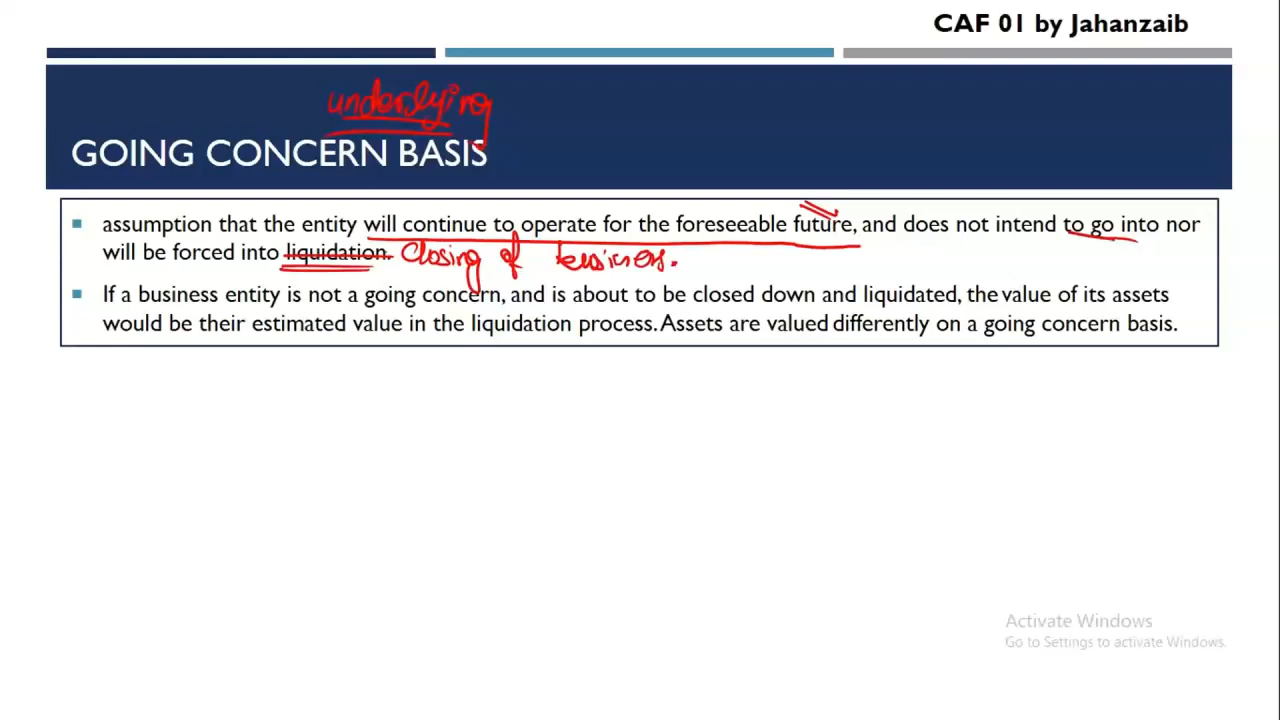 CAF 01 by Jahanzaib
underlying
GOING CONCERN BASIS
assumption that the entity will continue to operate for the foreseeable future, and does not intend to go into nor
will be forced into liquidation. Closing of business.
If a business entity is not a going concern, and is about to be closed down and liquidated, the value of its assets
would be their estimated value in the liquidation process. Assets are valued differently on a going concern basis.
Activate Windows
Go to Settings to activate Windows.